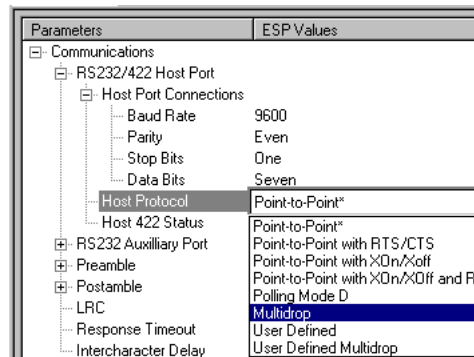 Parameters ESP Values
Communications
RS232/422 Host Port
Host Port Connections
Baud Rate 9600
Parity Even
Stop Bits One
Data Bits Seven
Host Protocol Point-to-Point*
Host 422 Status Point-to-Point*
RS232 Auxilliary Port Point-to-Point with RTS/CTS
Preamble Point-to-Point with XOn/Xoff
Postamble Point-to-Point with XOn/XOff and R
LRC Polling Mode D
Multidrop
Response Timeout User Defined
Intercharacter Delay User Defined Multidrop